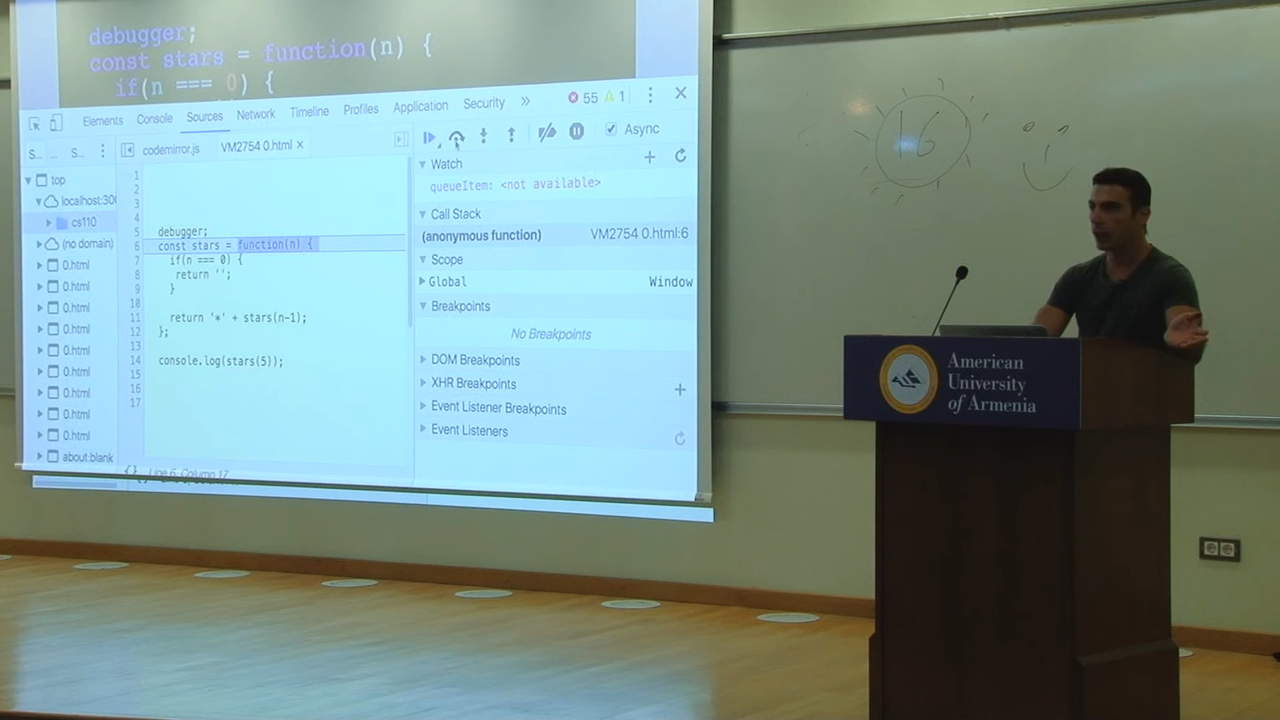 debugger;
const stars = function(n) {
if(n === 0) {
Elements Console Sources Network Timeline Profiles Application Security » 55 1
S... ... S... codemirror.js VM2754 0.html × Async
top
localhost:300
cs110
(no domain)
0.html
0.html
0.html
0.html
0.html
0.html
0.html
0.html
0.html
about:blank
1
2
3
4
5 debugger;
6 const stars = function(n) {
7 if(n === 0) {
8 return '';
9 }
10
11 return '*' + stars(n-1);
12 };
13
14 console.log(stars(5));
15
16
17
{} Line 6, Column 17
Watch
queueItem: <not available>
Call Stack
(anonymous function) VM2754 0.html:6
Scope
Global Window
Breakpoints
No Breakpoints
DOM Breakpoints
XHR Breakpoints
Event Listener Breakpoints
Event Listeners
16
American
University
of Armenia